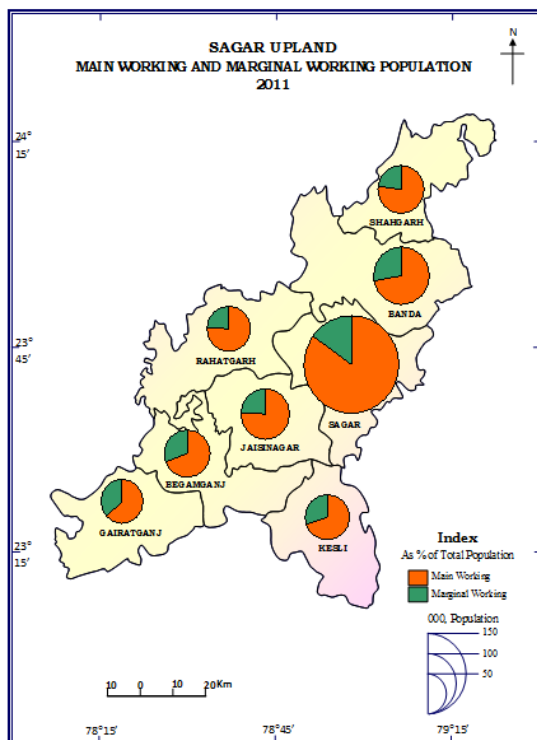 SAGAR UPLAND
MAIN WORKING AND MARGINAL WORKING POPULATION
2011
N
24°
15′
SHAHGARH
BANDA
23°
45′
RAHATGARH
SAGAR
JAISINAGAR
BEGAMGANJ
GAIRATGANJ
KESLI
23°
15′
Index
As % of Total Population
Main Working
Marginal Working
000, Population
150
100
50
10 0 10 20 Km
78°15′ 78°45′ 79°15′